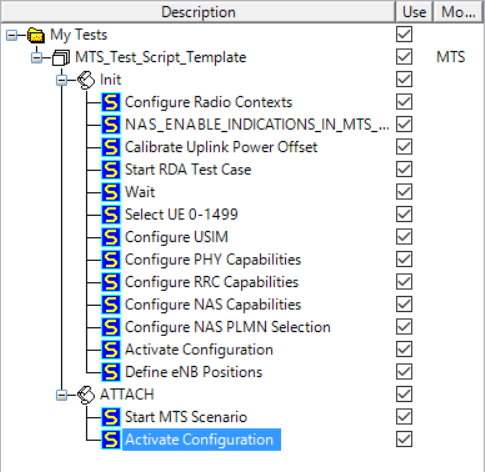 Description Use Mo...
My Tests
MTS_Test_Script_Template MTS
Init
S Configure Radio Contexts
S NAS_ENABLE_INDICATIONS_IN_MTS_...
S Calibrate Uplink Power Offset
S Start RDA Test Case
S Wait
S Select UE 0-1499
S Configure USIM
S Configure PHY Capabilities
S Configure RRC Capabilities
S Configure NAS Capabilities
S Configure NAS PLMN Selection
S Activate Configuration
S Define eNB Positions
ATTACH
S Start MTS Scenario
S Activate Configuration